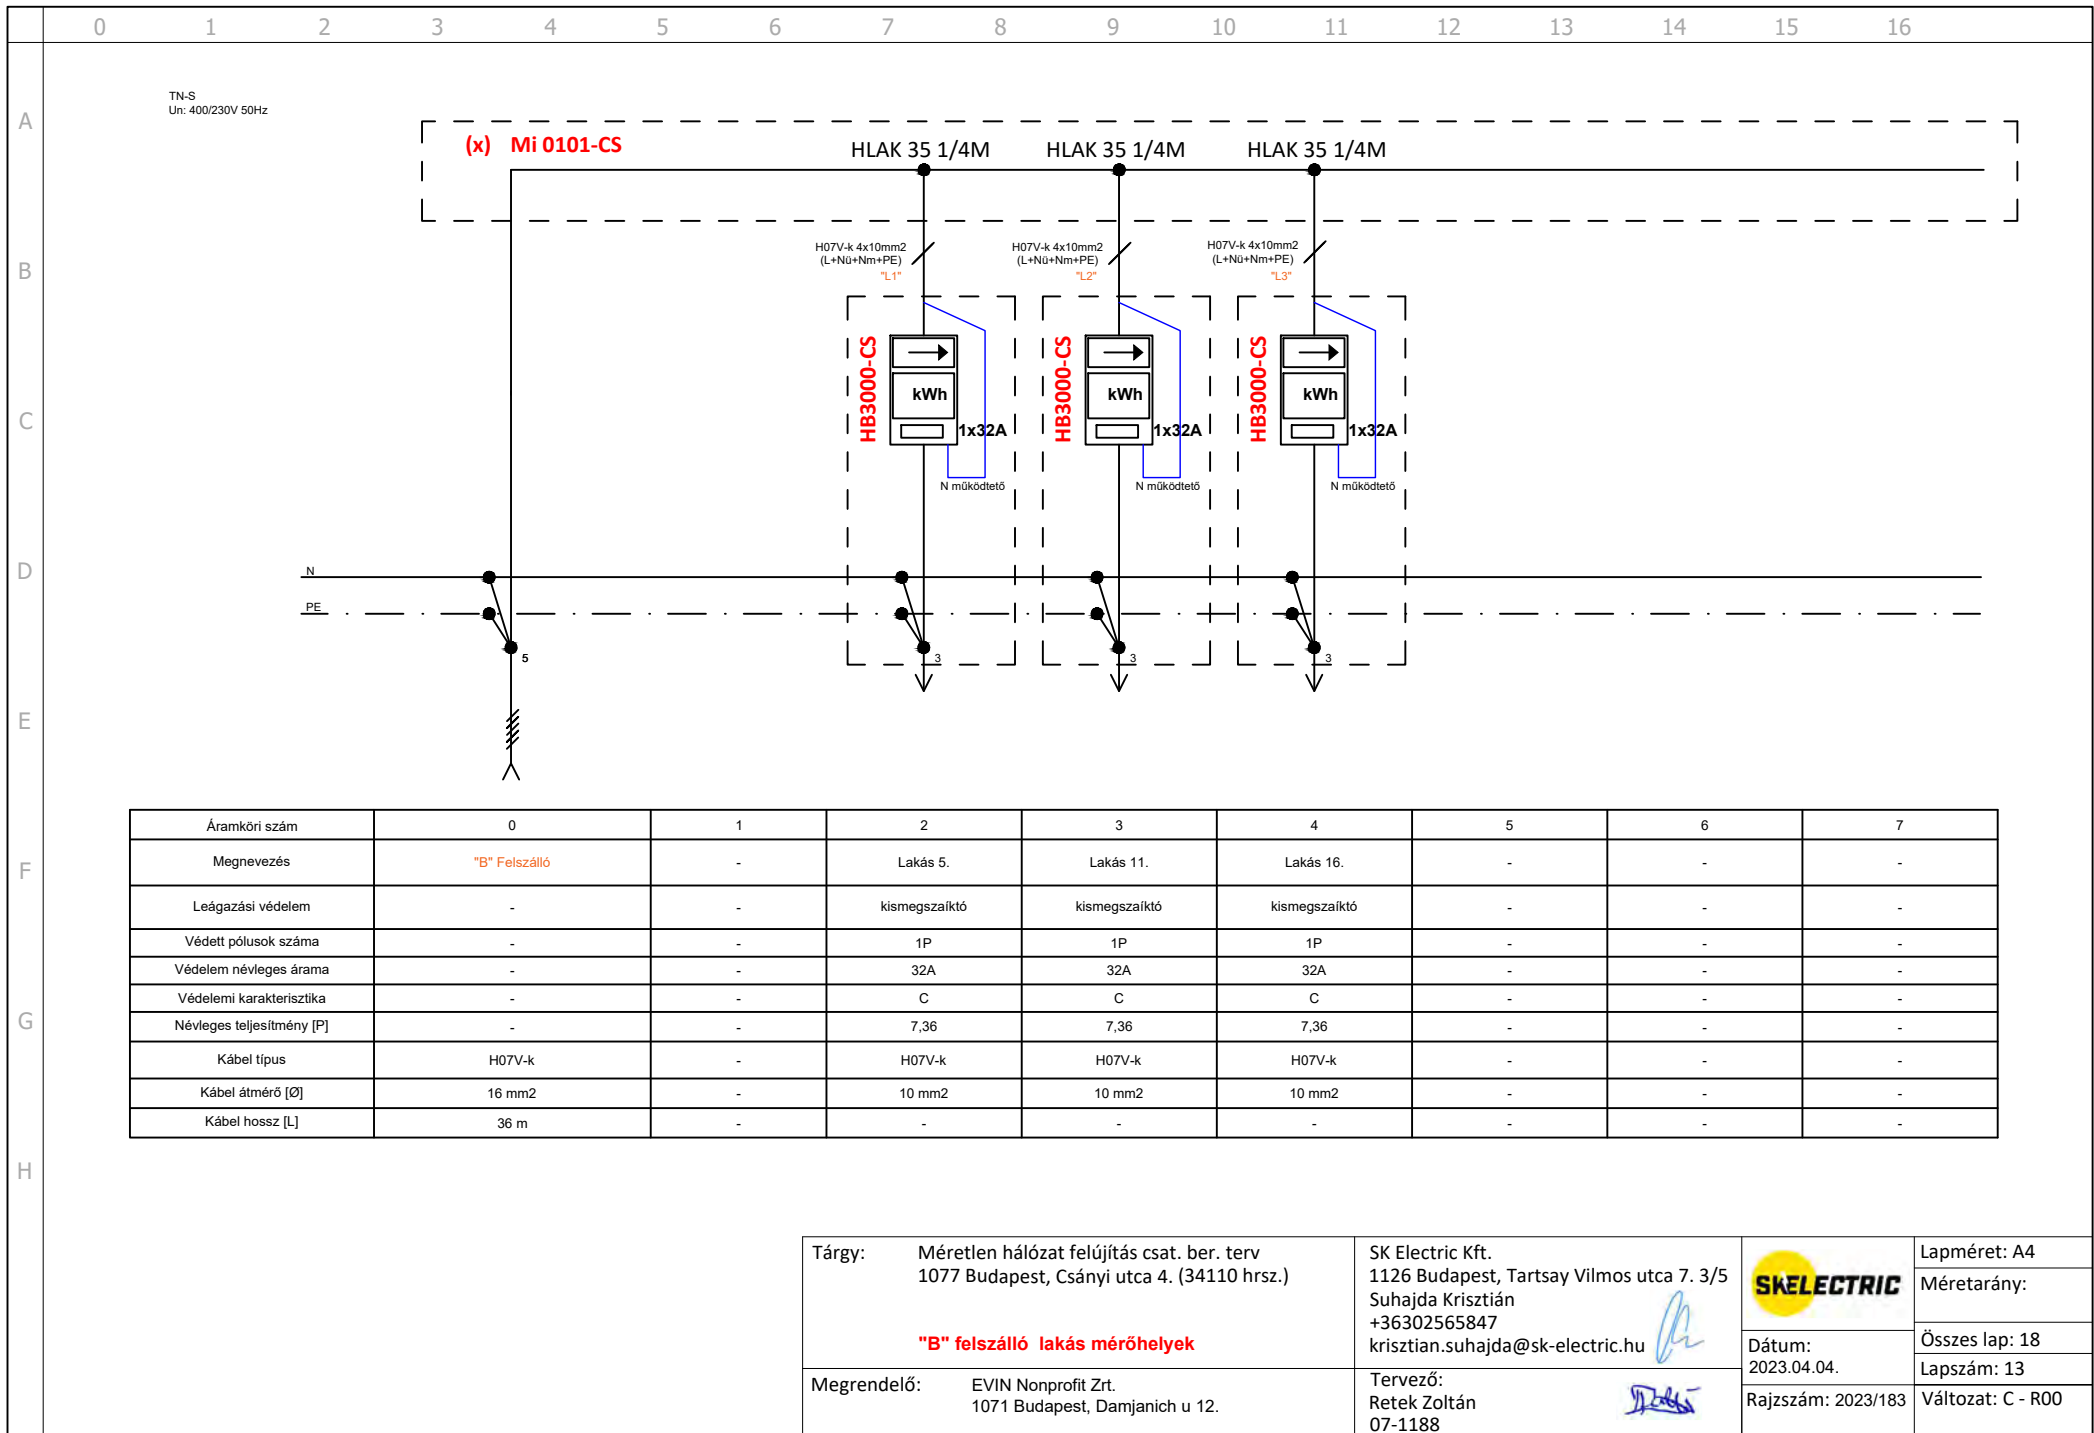 0 1 2 3 4 5 6 7 8 9 10 11 12 13 14 15 16
TN-S
Un: 400/230V 50Hz
A
(x) Mi 0101-CS
HLAK 35 1/4M HLAK 35 1/4M HLAK 35 1/4M
B
H07V-k 4x10mm2 H07V-k 4x10mm2 H07V-k 4x10mm2
(L+Nü+Nm+PE) (L+Nü+Nm+PE) (L+Nü+Nm+PE)
"L1" "L2" "L3"
HB3000-CS HB3000-CS HB3000-CS
kWh kWh kWh
C
1x32A 1x32A 1x32A
N működtető N működtető N működtető
D
N
PE
5 3 3 3
E
Áramköri szám 0 1 2 3 4 5 6 7
F
Megnevezés "B" Felszálló - Lakás 5. Lakás 11. Lakás 16. - - -
Leágazási védelem - - kismegszaíktó kismegszaíktó kismegszaíktó - - -
Védett pólusok száma - - 1P 1P 1P - - -
Védelem névleges árama - - 32A 32A 32A - - -
Védelemi karakterisztika - - C C C - - -
G
Névleges teljesítmény [P] - - 7,36 7,36 7,36 - - -
Kábel típus H07V-k - H07V-k H07V-k H07V-k - - -
Kábel átmérő [Ø] 16 mm2 - 10 mm2 10 mm2 10 mm2 - - -
Kábel hossz [L] 36 m - - - - - - -
H
Tárgy: Méretlen hálózat felújítás csat. ber. terv
1077 Budapest, Csányi utca 4. (34110 hrsz.)
"B" felszálló lakás mérőhelyek
Megrendelő: EVIN Nonprofit Zrt.
1071 Budapest, Damjanich u 12.
SK Electric Kft.
1126 Budapest, Tartsay Vilmos utca 7. 3/5
Suhajda Krisztián
+36302565847
krisztian.suhajda@sk-electric.hu
Tervező:
Retek Zoltán
07-1188
SKELECTRIC
Dátum:
2023.04.04.
Rajzszám: 2023/183
Lapméret: A4
Méretarány:
Összes lap: 18
Lapszám: 13
Változat: C - R00